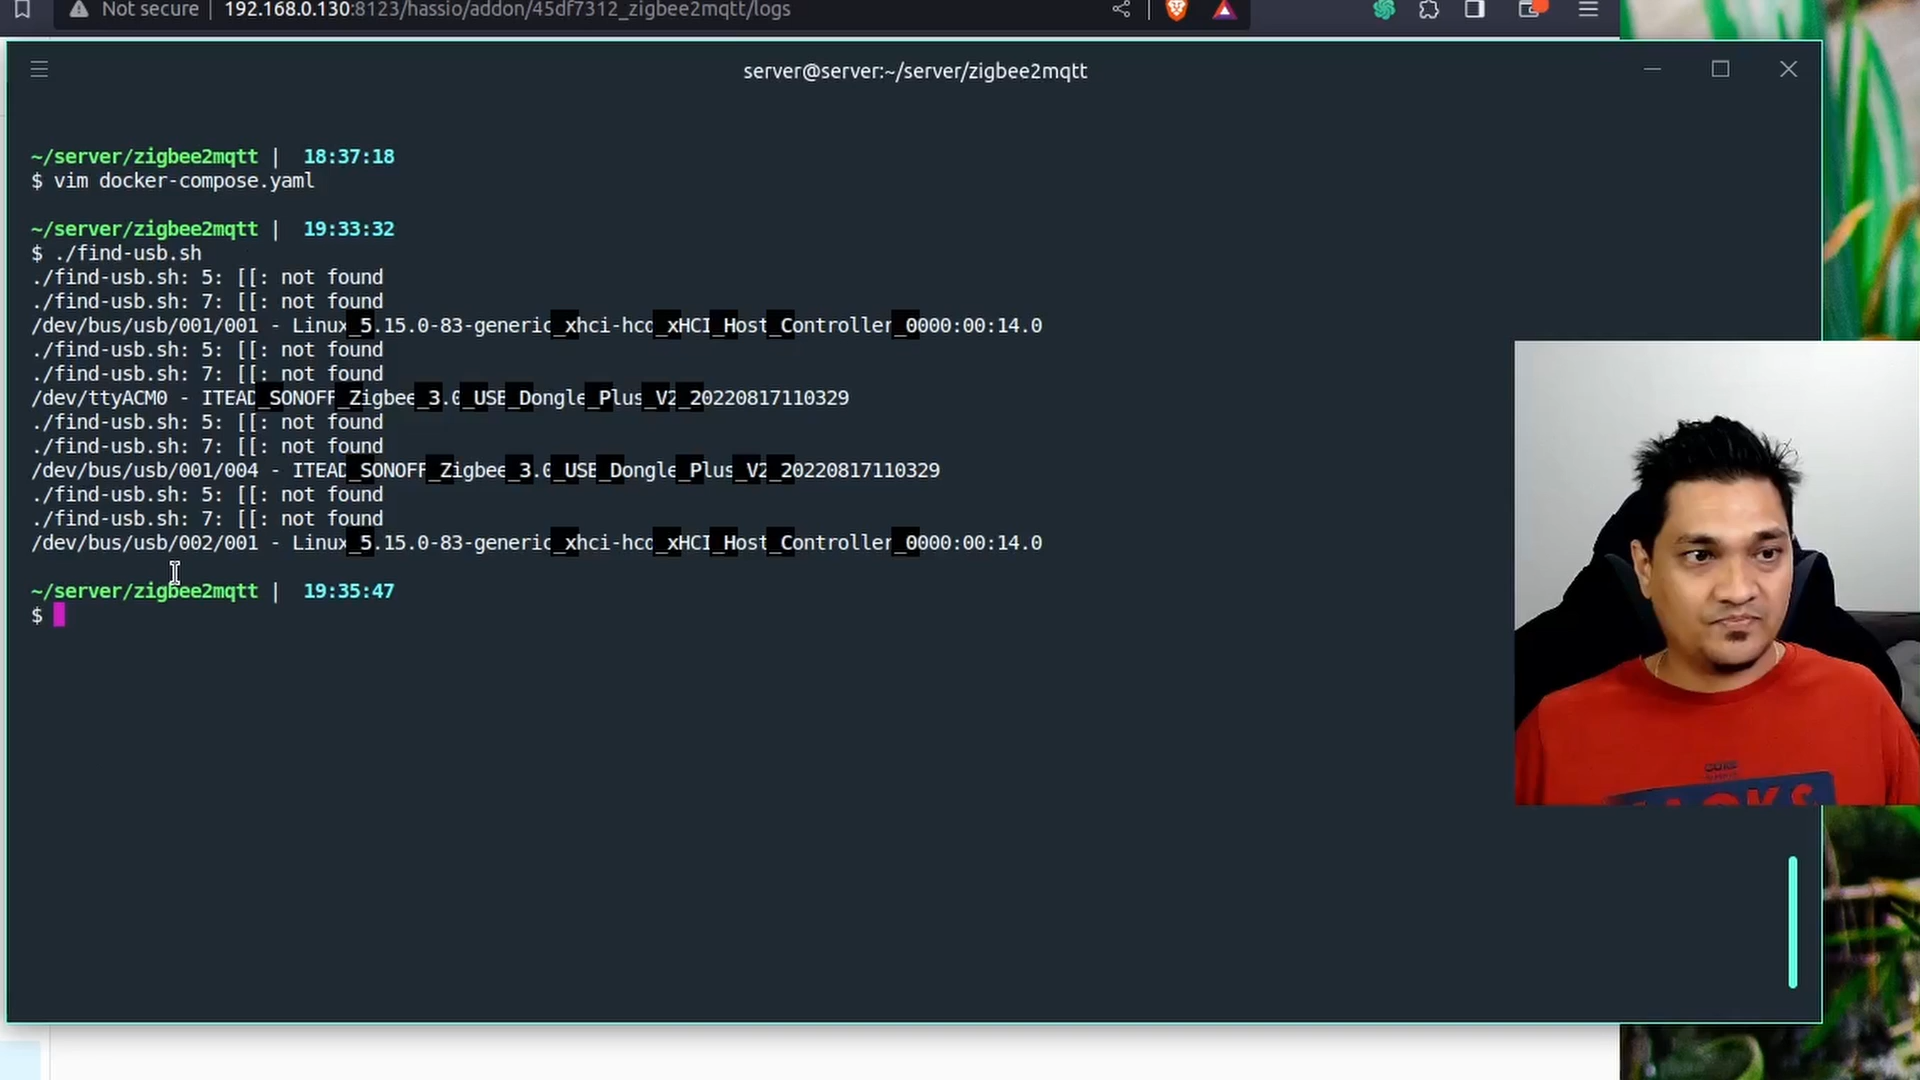 Not secure | 192.168.0.130:8123/hassio/addon/45df7312_zigbee2mqtt/logs
server@server:~/server/zigbee2mqtt
~/server/zigbee2mqtt | 18:37:18
$ vim docker-compose.yaml
~/server/zigbee2mqtt | 19:33:32
$ ./find-usb.sh
./find-usb.sh: 5: [[: not found
./find-usb.sh: 7: [[: not found
/dev/bus/usb/001/001 - Linux_5.15.0-83-generic_xhci-hcd_xHCI_Host_Controller_0000:00:14.0
./find-usb.sh: 5: [[: not found
./find-usb.sh: 7: [[: not found
/dev/ttyACM0 - ITEAD_SONOFF_Zigbee_3.0_USB_Dongle_Plus_V2_20220817110329
./find-usb.sh: 5: [[: not found
./find-usb.sh: 7: [[: not found
/dev/bus/usb/001/004 - ITEAD_SONOFF_Zigbee_3.0_USB_Dongle_Plus_V2_20220817110329
./find-usb.sh: 5: [[: not found
./find-usb.sh: 7: [[: not found
/dev/bus/usb/002/001 - Linux_5.15.0-83-generic_xhci-hcd_xHCI_Host_Controller_0000:00:14.0
~/server/zigbee2mqtt | 19:35:47
$